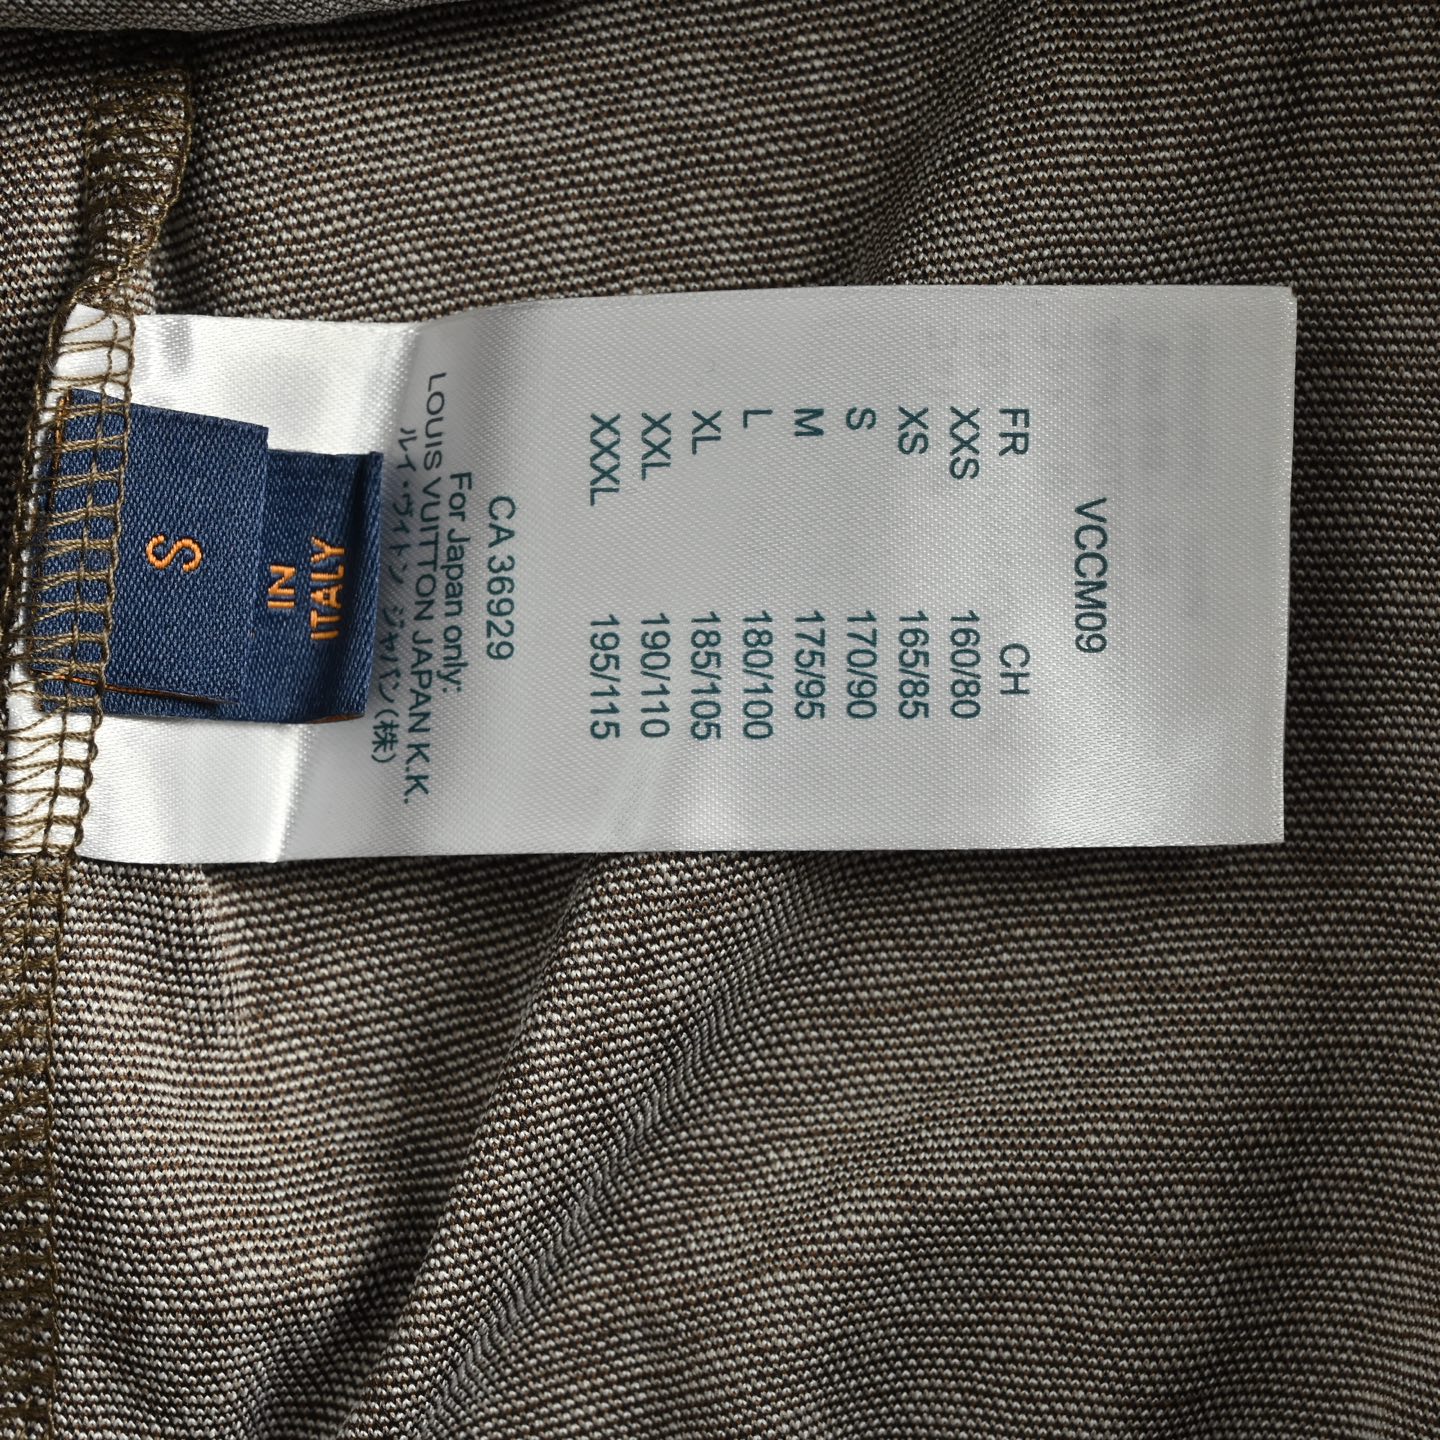 VCCM09
FR CH
XXS 160/80
XS 165/85
S 170/90
M 175/95
L 180/100
XL 185/105
XXL 190/110
XXXL 195/115
CA 36929
For Japan only:
LOUIS VUITTON JAPAN K.K.
ルイ・ヴィトン ジャパン(株)
IN
ITALY
S